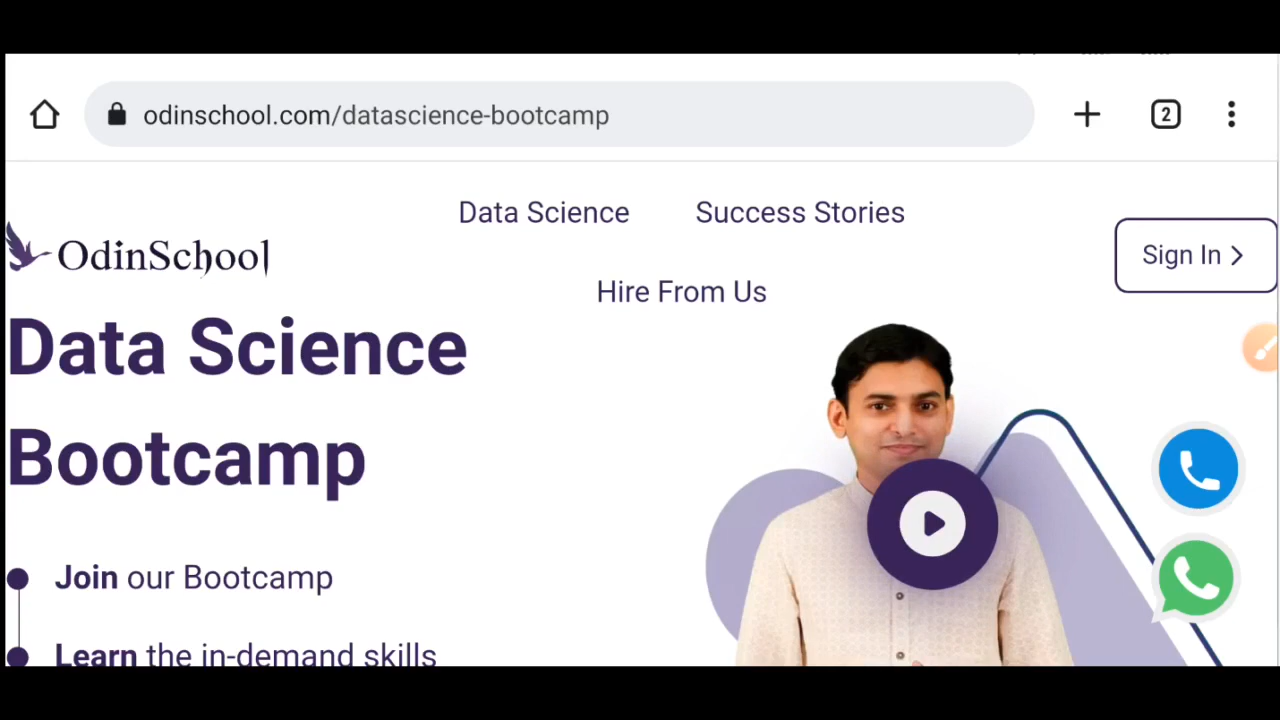 odinschool.com/datascience-bootcamp
2
Data Science
Success Stories
OdinSchool
Sign In
Hire From Us
Data Science
Bootcamp
Join our Bootcamp
Learn the in-demand skills